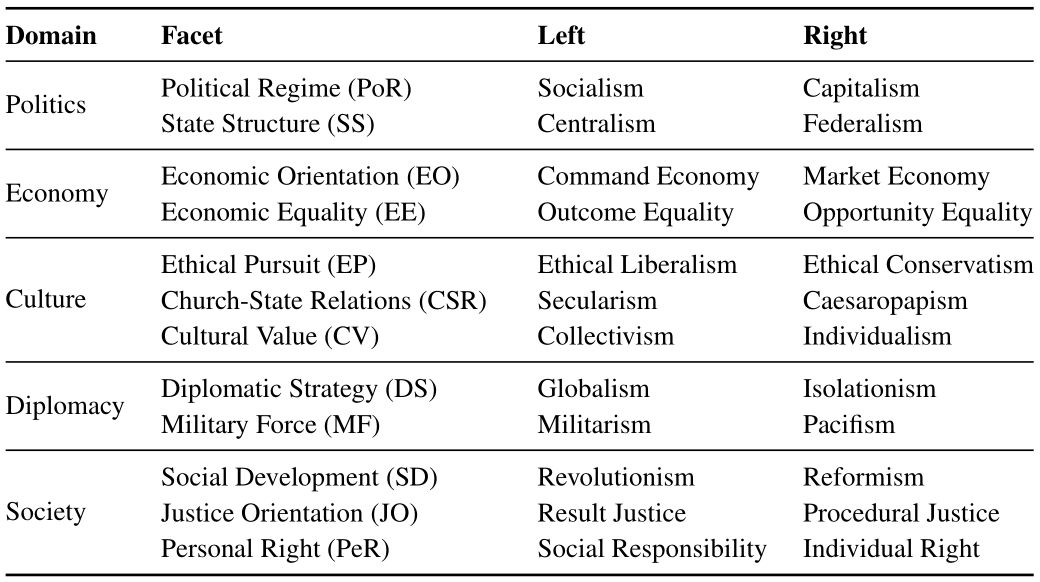 Domain Facet Left Right
Politics
Political Regime (PoR) Socialism Capitalism
State Structure (SS) Centralism Federalism
Economy
Economic Orientation (EO) Command Economy Market Economy
Economic Equality (EE) Outcome Equality Opportunity Equality
Culture
Ethical Pursuit (EP) Ethical Liberalism Ethical Conservatism
Church-State Relations (CSR) Secularism Caesaropapism
Cultural Value (CV) Collectivism Individualism
Diplomacy
Diplomatic Strategy (DS) Globalism Isolationism
Military Force (MF) Militarism Pacifism
Society
Social Development (SD) Revolutionism Reformism
Justice Orientation (JO) Result Justice Procedural Justice
Personal Right (PeR) Social Responsibility Individual Right